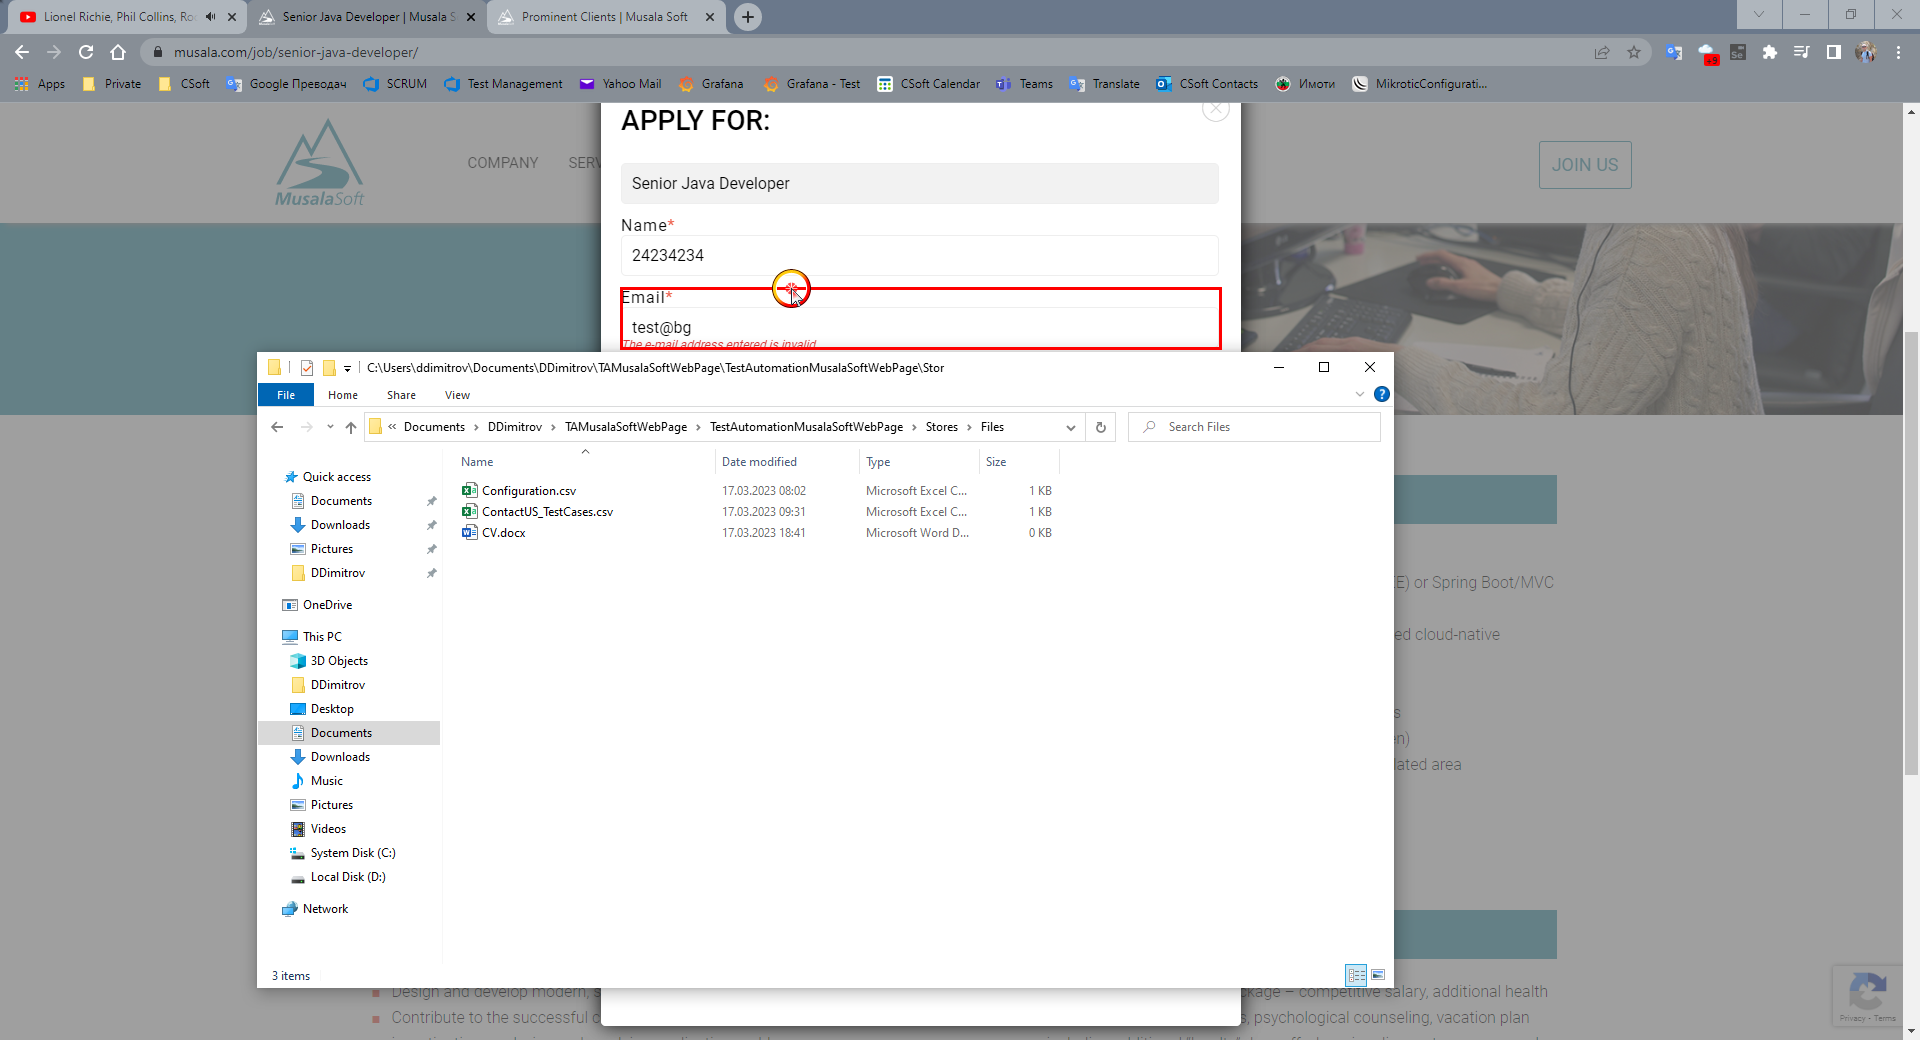 Lionel Richie, Phil Collins, Ro
Senior Java Developer | Musala S
Prominent Clients | Musala Soft
musala.com/job/senior-java-developer/
Apps Private CSoft Google Преводач SCRUM Test Management Yahoo Mail Grafana Grafana - Test CSoft Calendar Teams Translate CSoft Contacts Имоти MikroticConfigurati...
APPLY FOR:
MusalaSoft
COMPANY SERV
JOIN US
Senior Java Developer
Name*
24234234
Email*
test@bg
The e-mail address entered is invalid.
C:\Users\ddimitrov\Documents\DDimitrov\TAMusalaSoftWebPage\TestAutomationMusalaSoftWebPage\Stor
File Home Share View
« Documents > DDimitrov > TAMusalaSoftWebPage > TestAutomationMusalaSoftWebPage > Stores > Files
Search Files
Name Date modified Type Size
Configuration.csv 17.03.2023 08:02 Microsoft Excel C... 1 KB
ContactUS_TestCases.csv 17.03.2023 09:31 Microsoft Excel C... 1 KB
CV.docx 17.03.2023 18:41 Microsoft Word D... 0 KB
Quick access
Documents
Downloads
Pictures
DDimitrov
OneDrive
This PC
3D Objects
DDimitrov
Desktop
Documents
Downloads
Music
Pictures
Videos
System Disk (C:)
Local Disk (D:)
Network
3 items
E) or Spring Boot/MVC
ed cloud-native
s
en)
lated area
Design and develop modern, s
ckage – competitive salary, additional health
Contribute to the successful c
s, psychological counseling, vacation plan
Privacy - Terms